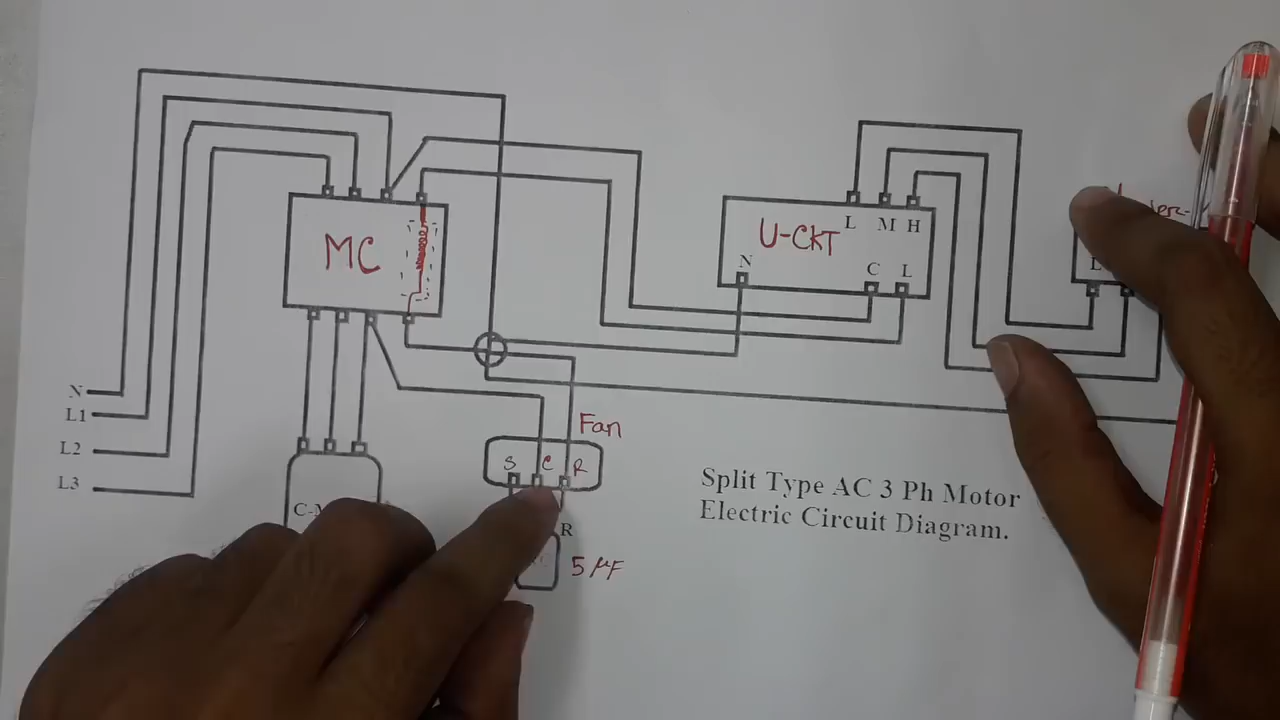 L M H
MC
U-CKT
N C L
N
L1
L2
L3
Fan
S C R
Split Type AC 3 Ph Motor
Electric Circuit Diagram.
R
5 µF